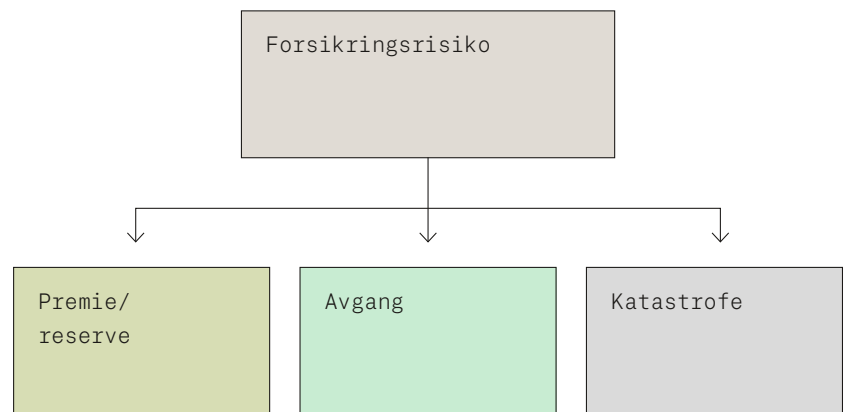 Forsikringsrisiko
Premie/
reserve
Avgang
Katastrofe